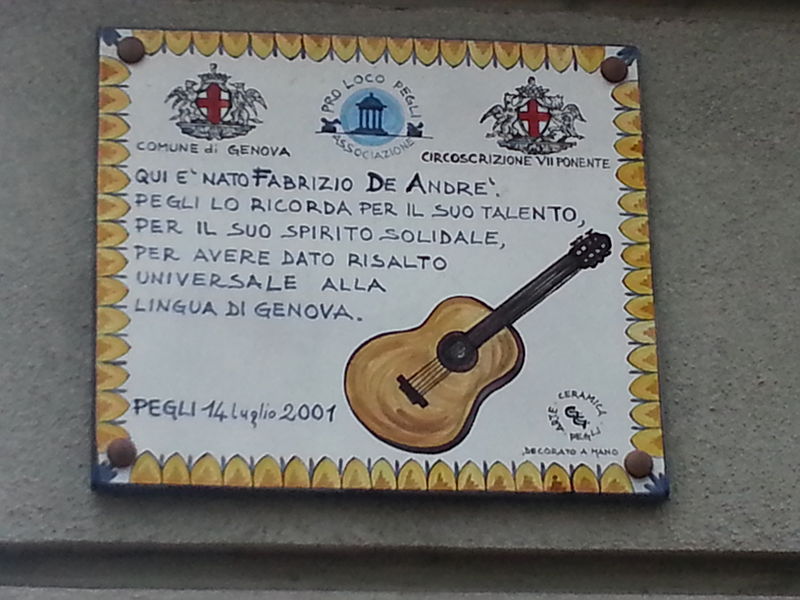 COMUNE di GENOVA
PRO LOCO PEGLI
ASSOCIAZIONE
CIRCOSCRIZIONE VII PONENTE
QUI E' NATO FABRIZIO DE ANDRE'.
PEGLI LO RICORDA PER IL SUO TALENTO,
PER IL SUO SPIRITO SOLIDALE,
PER AVERE DATO RISALTO
UNIVERSALE ALLA
LINGUA DI GENOVA.
PEGLI 14 luglio 2001
ARTE CERAMICA
PEGLI
DECORATO A MANO